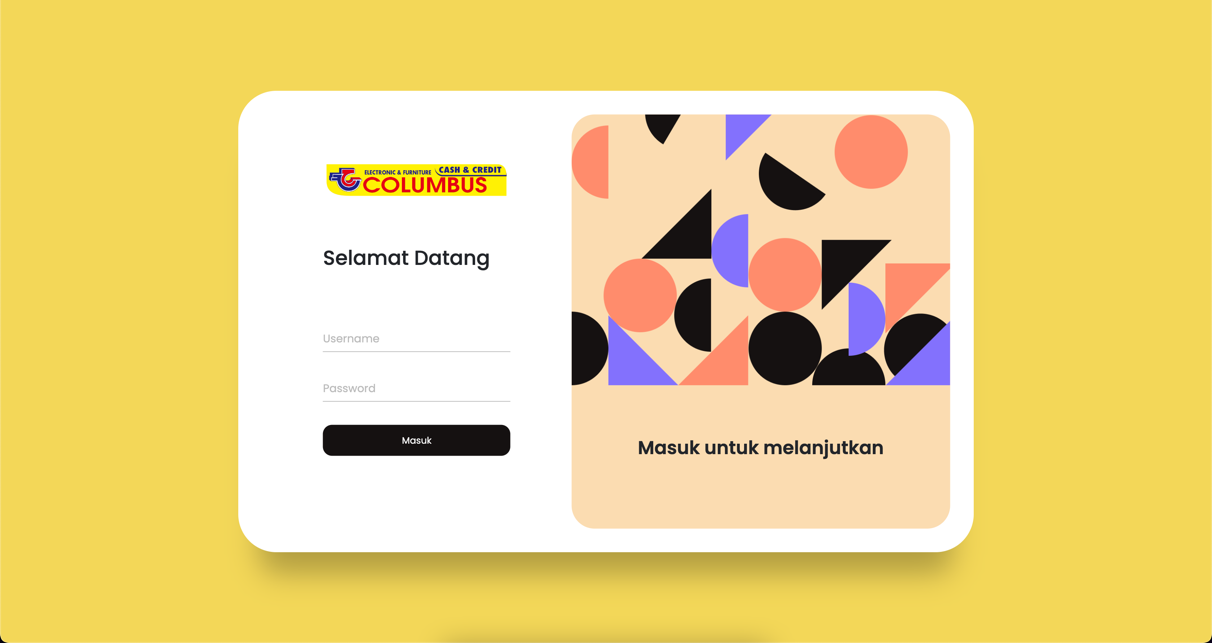 ELECTRONIC & FURNITURE CASH & CREDIT
COLUMBUS
Selamat Datang
Username
Password
Masuk
Masuk untuk melanjutkan